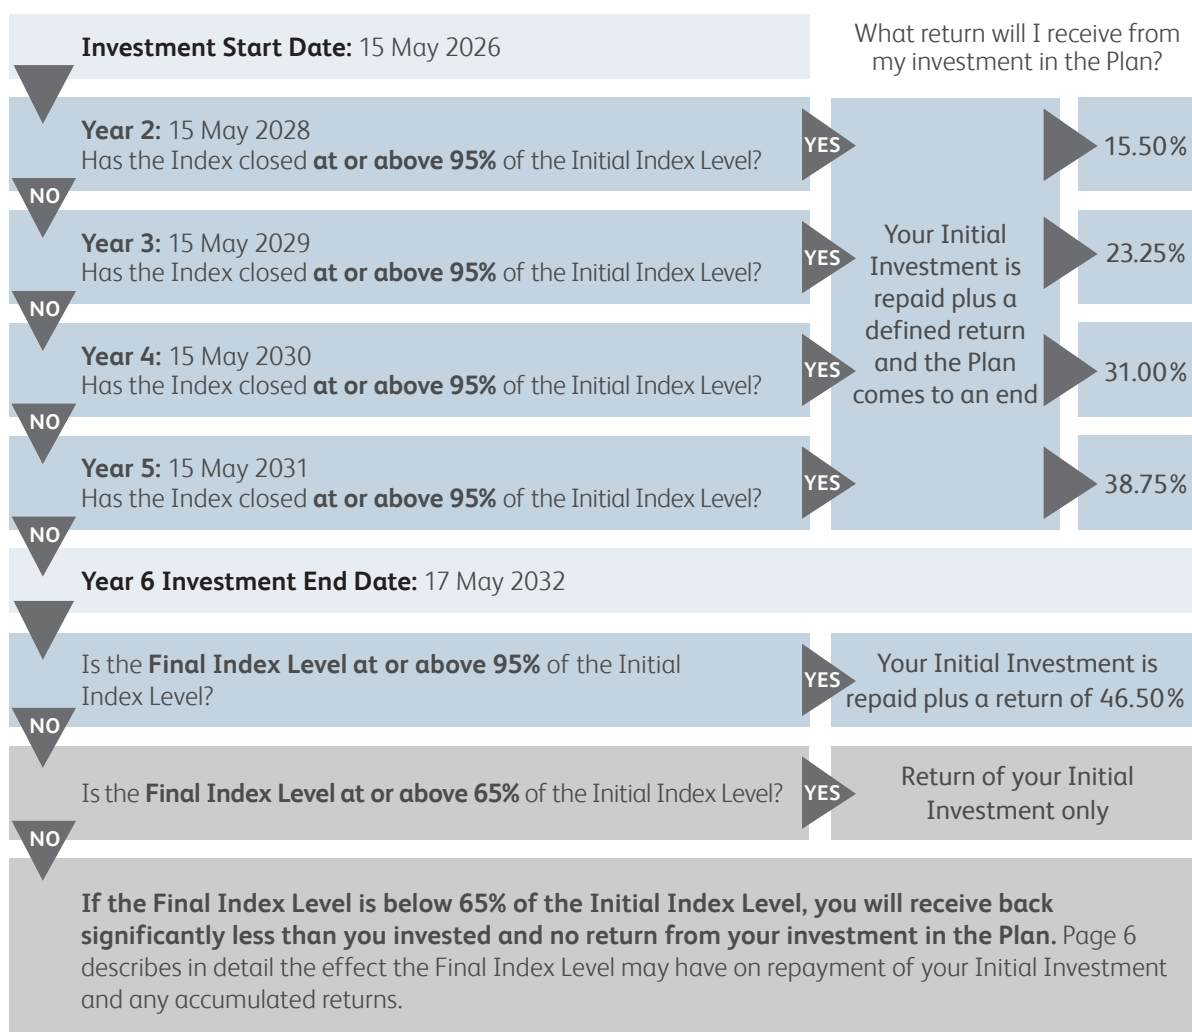 Investment Start Date: 15 May 2026
What return will I receive from
my investment in the Plan?
Year 2: 15 May 2028
Has the Index closed at or above 95% of the Initial Index Level?
YES
15.50%
NO
Year 3: 15 May 2029
Has the Index closed at or above 95% of the Initial Index Level?
YES
23.25%
NO
Year 4: 15 May 2030
Has the Index closed at or above 95% of the Initial Index Level?
YES
31.00%
NO
Year 5: 15 May 2031
Has the Index closed at or above 95% of the Initial Index Level?
YES
38.75%
Your Initial
Investment is
repaid plus a
defined return
and the Plan
comes to an end
NO
Year 6 Investment End Date: 17 May 2032
Is the Final Index Level at or above 95% of the Initial
Index Level?
YES
Your Initial Investment is
repaid plus a return of 46.50%
NO
Is the Final Index Level at or above 65% of the Initial Index Level?
YES
Return of your Initial
Investment only
NO
If the Final Index Level is below 65% of the Initial Index Level, you will receive back
significantly less than you invested and no return from your investment in the Plan. Page 6
describes in detail the effect the Final Index Level may have on repayment of your Initial Investment
and any accumulated returns.